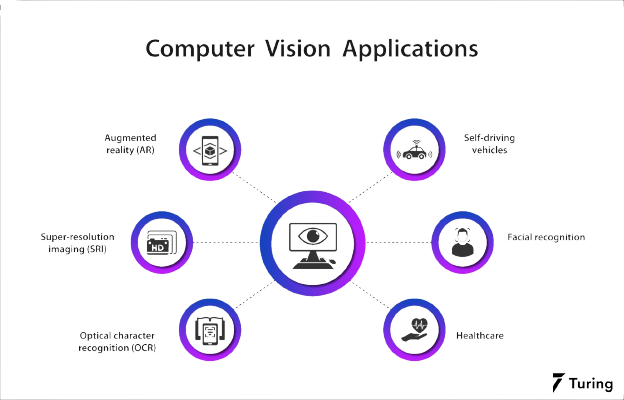 Computer Vision Applications
Augmented
reality (AR)
Self-driving
vehicles
Super-resolution
imaging (SRI)
HD
Facial recognition
Optical character
recognition (OCR)
Healthcare
Turing